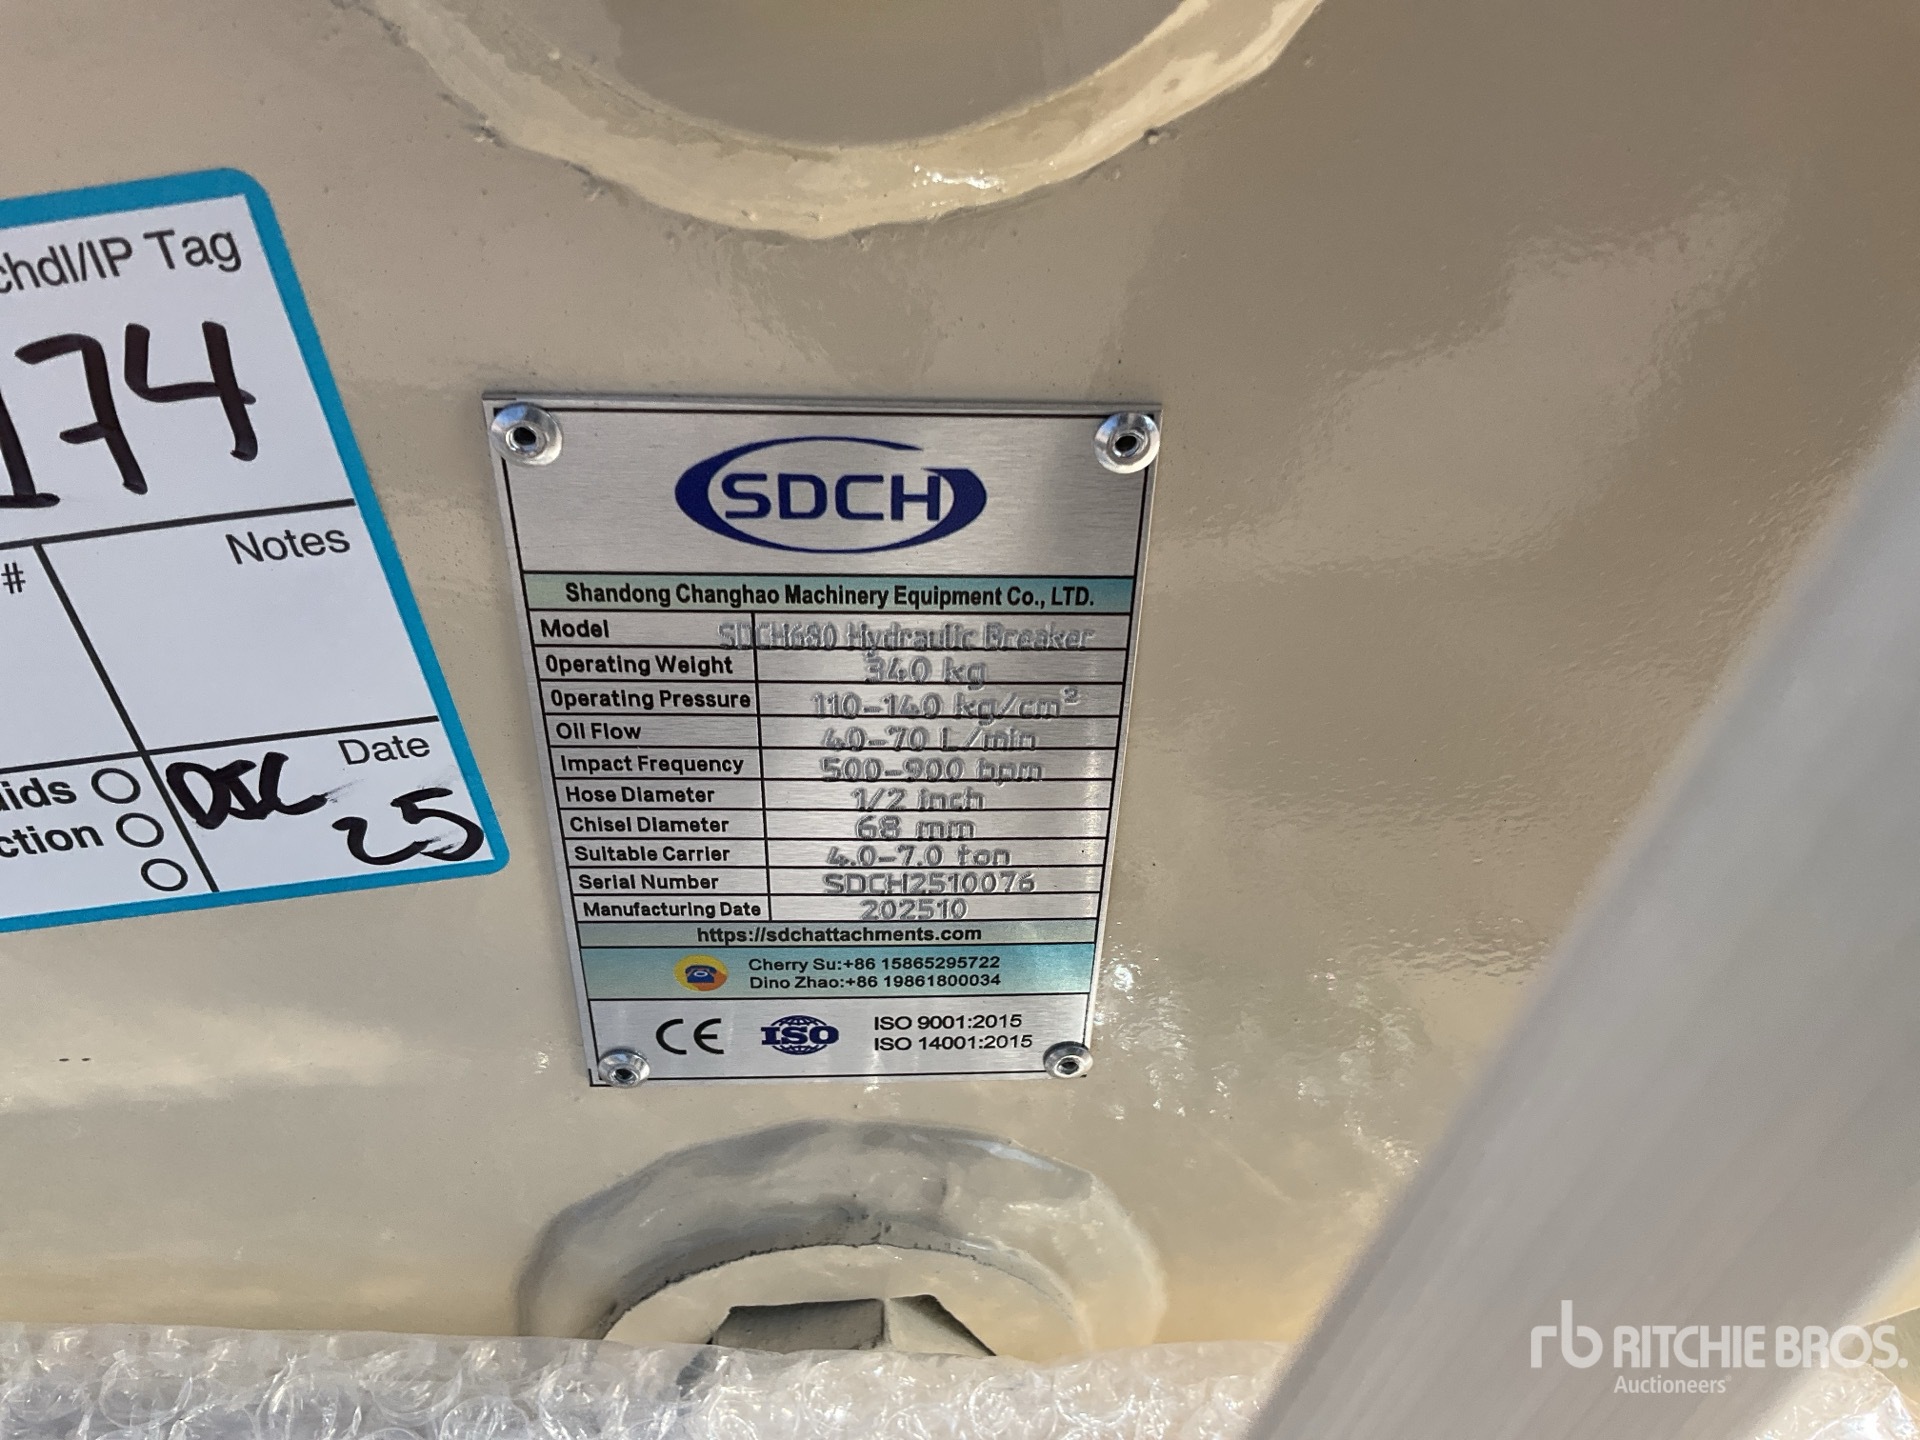 chdl/IP Tag
174
#
Notes
Date
uids
DIC
25
ction
SDCH
Shandong Changhao Machinery Equipment Co., LTD.
Model SDCH680 Hydraulic Breaker
Operating Weight 340 kg
Operating Pressure 110-140 kg/cm²
Oil Flow 40-70 L/min
Impact Frequency 500-900 bpm
Hose Diameter 1/2 inch
Chisel Diameter 68 mm
Suitable Carrier 4.0-7.0 ton
Serial Number SDCH2510076
Manufacturing Date 202510
https://sdchattachments.com
Cherry Su:+86 15865295722
Dino Zhao:+86 19861800034
CE ISO ISO 9001:2015
ISO 14001:2015
rb RITCHIE BROS.
Auctioneers